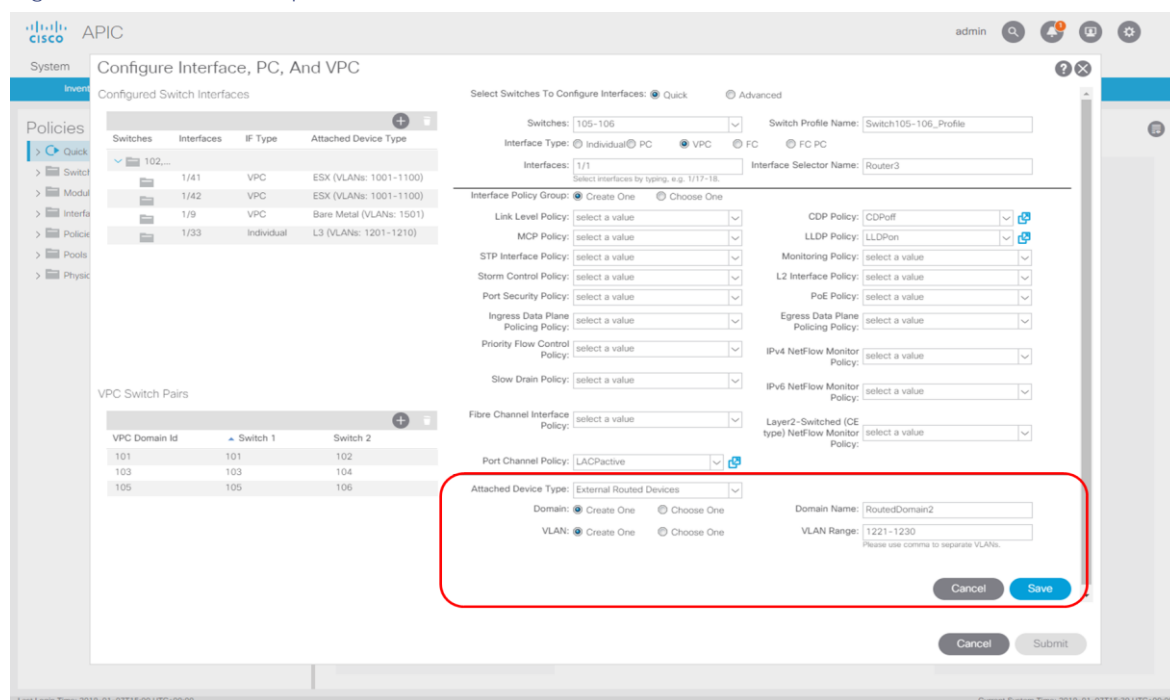 CISCO APIC admin 1
System
Configure Interface, PC, And VPC
Invent
Configured Switch Interfaces
Select Switches To Configure Interfaces: Quick Advanced
Policies
Switches Interfaces IF Type Attached Device Type
Switches: 105-106 Switch Profile Name: Switch105-106_Profile
Quick
102,...
Interface Type: Individual PC VPC FC FC PC
Switch
1/41 VPC ESX (VLANs: 1001-1100)
Interfaces: 1/1 Interface Selector Name: Router3
Select interfaces by typing, e.g. 1/17-18.
Modul
1/42 VPC ESX (VLANs: 1001-1100)
Interface Policy Group: Create One Choose One
Interfa
1/9 VPC Bare Metal (VLANs: 1501)
Link Level Policy: select a value CDP Policy: CDPoff
Policie
1/33 Individual L3 (VLANs: 1201-1210)
MCP Policy: select a value LLDP Policy: LLDPon
Pools
STP Interface Policy: select a value Monitoring Policy: select a value
Physic
Storm Control Policy: select a value L2 Interface Policy: select a value
Port Security Policy: select a value PoE Policy: select a value
Ingress Data Plane
Policing Policy: select a value
Egress Data Plane
Policing Policy: select a value
Priority Flow Control
Policy: select a value
IPv4 NetFlow Monitor
Policy: select a value
Slow Drain Policy: select a value
IPv6 NetFlow Monitor
Policy: select a value
VPC Switch Pairs
Fibre Channel Interface
Policy: select a value
Layer2-Switched (CE
type) NetFlow Monitor
Policy: select a value
VPC Domain Id Switch 1 Switch 2
101 101 102
Port Channel Policy: LACPactive
103 103 104
105 105 106
Attached Device Type: External Routed Devices
Domain: Create One Choose One Domain Name: RoutedDomain2
VLAN: Create One Choose One VLAN Range: 1221-1230
Please use comma to separate VLANs.
Cancel Save
Cancel Submit